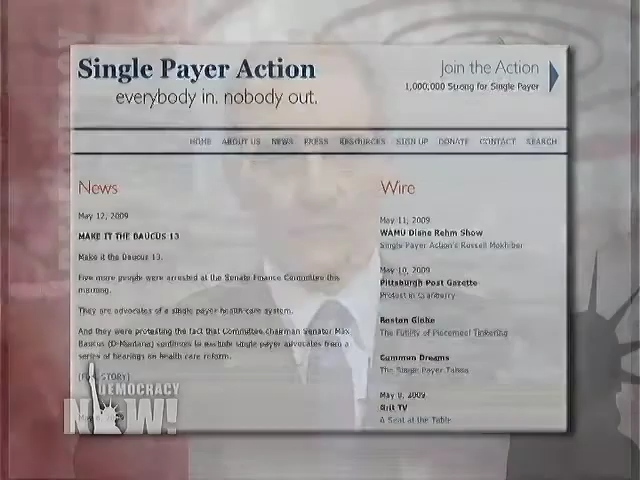 Single Payer Action
everybody in. nobody out.
Join the Action
1,000,000 Strong for Single Payer
HOME ABOUT US NEWS PRESS RESOURCES SIGN UP DONATE CONTACT SEARCH
News
May 12, 2009
MAKE IT THE BAUCUS 13
Make it the Baucus 13.
Five more people were arrested at the Senate Finance Committee this
morning.
They are advocates of a single payer health care system.
And they were protesting the fact that Committee chairman Senator Max
Baucus (D-Montana) continues to exclude single payer advocates from a
series of hearings on health care reform.
STORY)
DEMOCRACY
NOW!
Wire
May 11, 2009
WAMU Diane Rehm Show
Single Payer Action's Russell Mokhiber
May 10, 2009
Pittsburgh Post Gazette
Protest in Cranberry
Boston Globe
The Futility of Piecemeal Tinkering
Common Dreams
The Single Payer Taboo
May 9, 2009
Grit TV
A Seat at the Table